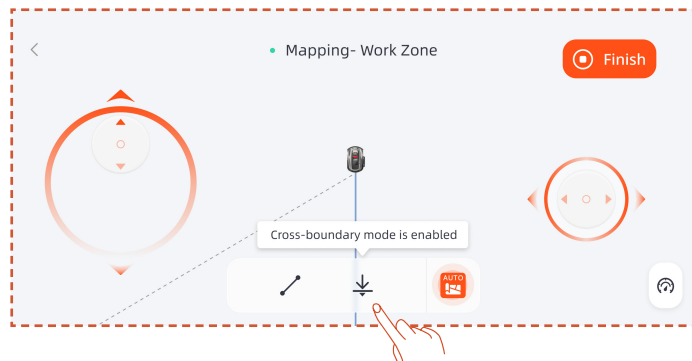 Mapping- Work Zone
Finish
Cross-boundary mode is enabled
AUTO